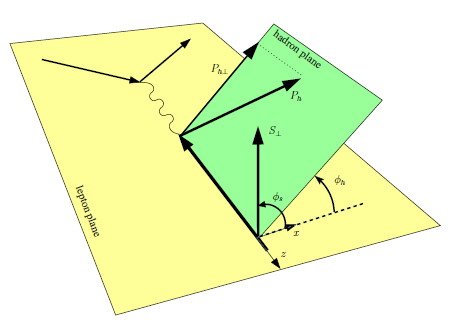 hadron plane
P_{h⊥}
P_h
S_⊥
ϕ_h
ϕ_s
lepton plane
x
z